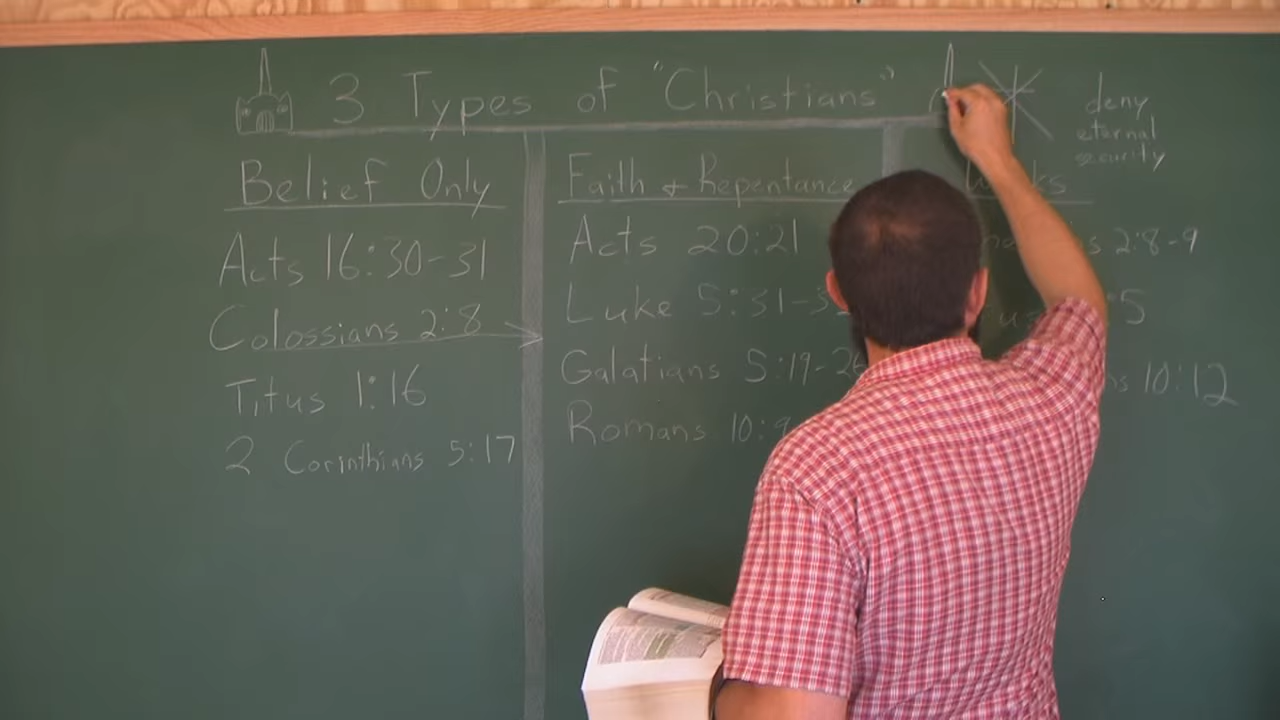 3 Types of "Christians"
deny
eternal
security
Belief Only
Acts 16:30-31
Colossians 2:8
Titus 1:16
2 Corinthians 5:17
Faith & Repentance
Acts 20:21
Luke 5:31-3
Galatians 5:19-2
Romans 10:9
2:8-9
:5
10:12